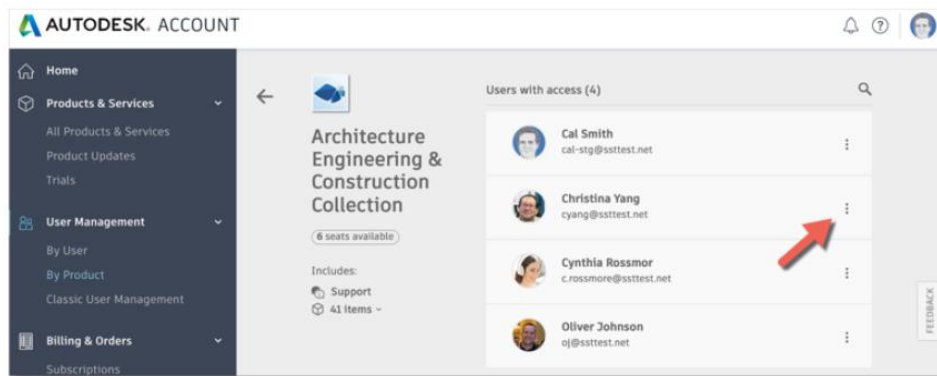 AUTODESK. ACCOUNT
Home
Products & Services
All Products & Services
Product Updates
Trials
User Management
By User
By Product
Classic User Management
Billing & Orders
Subscriptions
Architecture
Engineering &
Construction
Collection
6 seats available
Includes:
Support
41 items
Users with access (4)
Cal Smith
cal-stg@ssttest.net
Christina Yang
cyang@ssttest.net
Cynthia Rossmor
c.rossmore@ssttest.net
Oliver Johnson
oj@ssttest.net
FEEDBACK